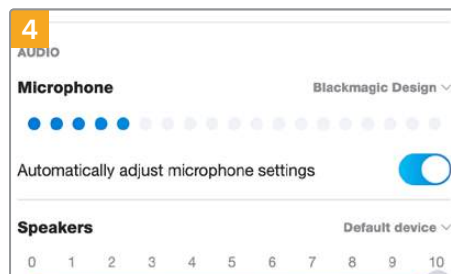 4
AUDIO
Microphone Blackmagic Design
Automatically adjust microphone settings
Speakers Default device
0 1 2 3 4 5 6 7 8 9 10